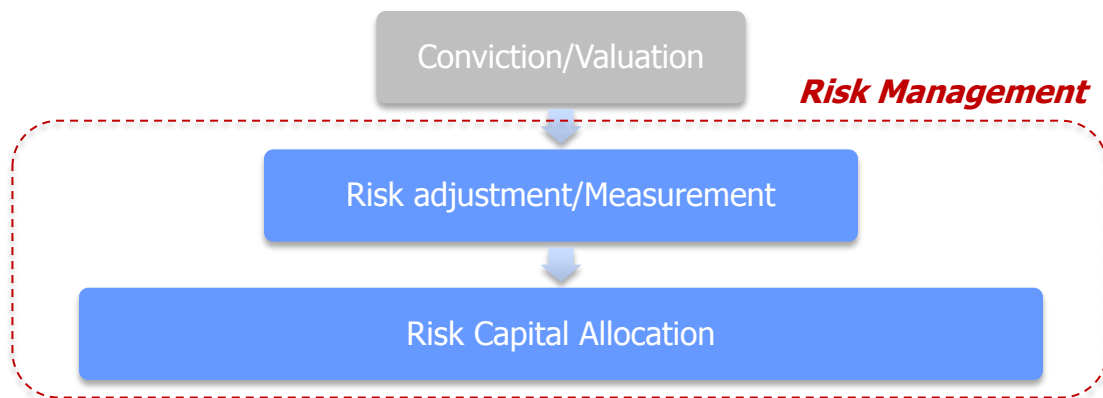 Conviction/Valuation
Risk Management
Risk adjustment/Measurement
Risk Capital Allocation